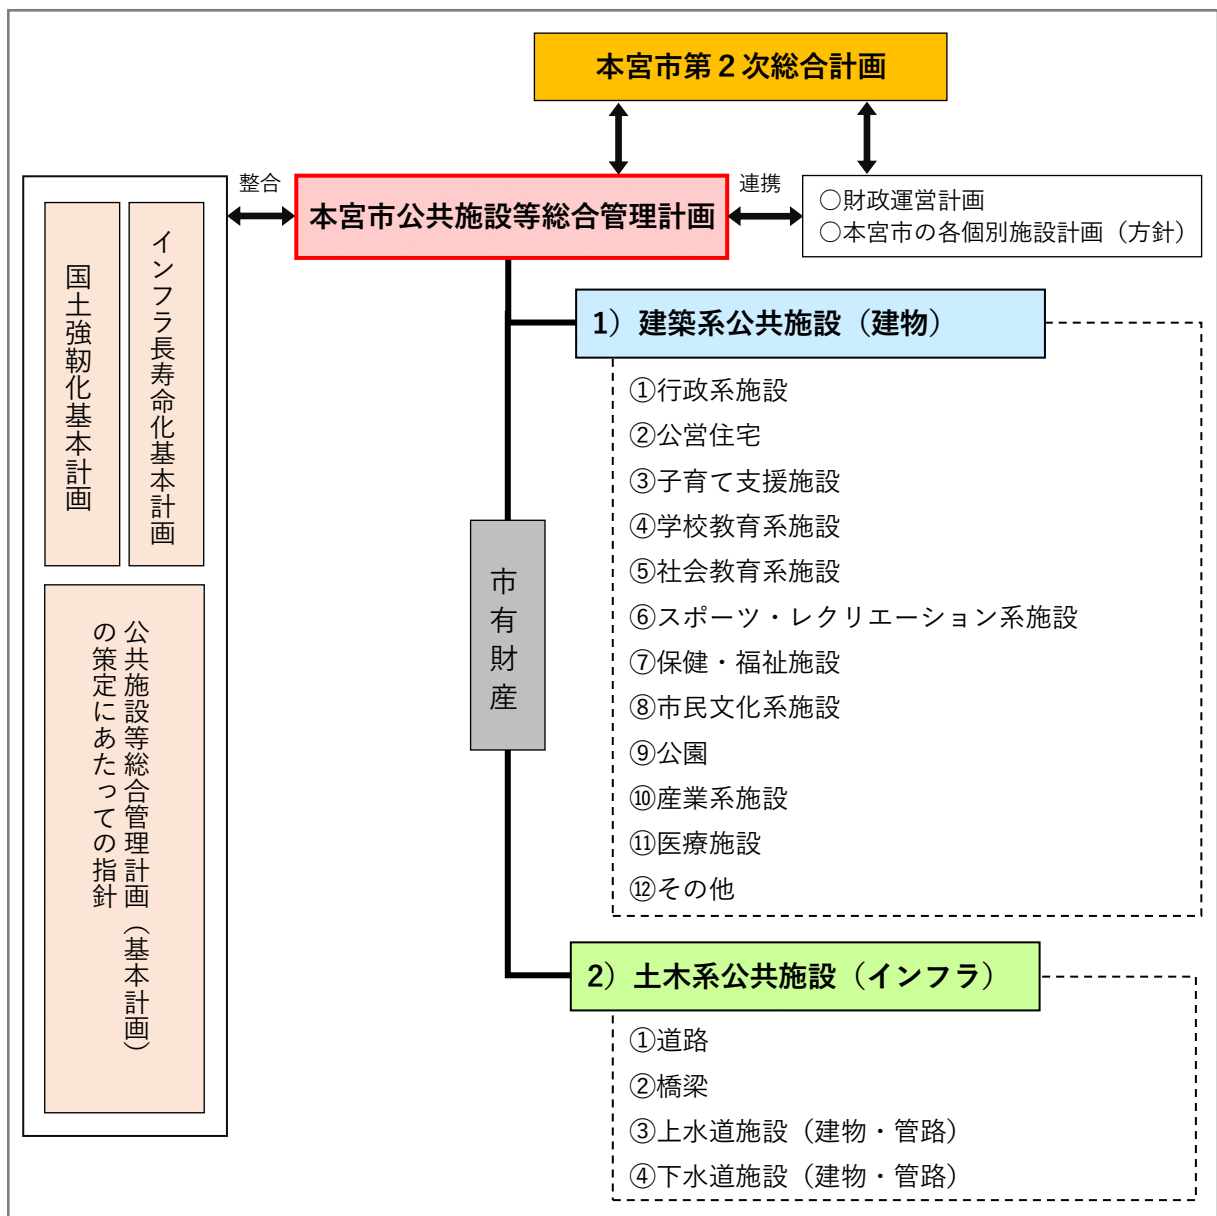 本宮市第２次総合計画
整合
本宮市公共施設等総合管理計画
連携
○財政運営計画
○本宮市の各個別施設計画（方針）
インフラ長寿命化基本計画
国土強靭化基本計画
公共施設等総合管理計画（基本計画）
の策定にあたっての指針
市有財産
1）建築系公共施設（建物）
①行政系施設
②公営住宅
③子育て支援施設
④学校教育系施設
⑤社会教育系施設
⑥スポーツ・レクリエーション系施設
⑦保健・福祉施設
⑧市民文化系施設
⑨公園
⑩産業系施設
⑪医療施設
⑫その他
2）土木系公共施設（インフラ）
①道路
②橋梁
③上水道施設（建物・管路）
④下水道施設（建物・管路）